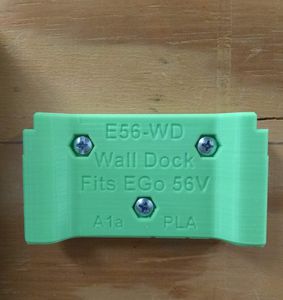 E56-WD
Wall Dock
Fits EGo 56V
A1a PLA